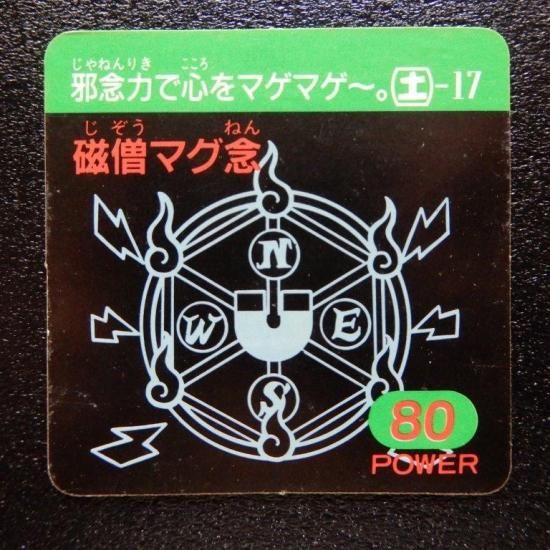 じゃねんりき こころ
邪念力で心をマゲマゲ〜。土-17
じぞう ねん
磁僧マグ念
N
W E
S
80
POWER